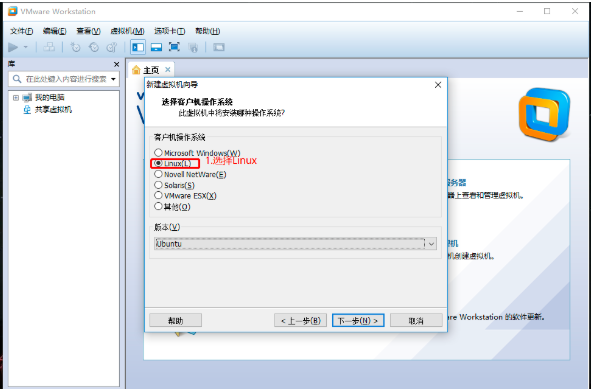 VMware Workstation
文件(F) 编辑(E) 查看(V) 虚拟机(M) 选项卡(T) 帮助(H)
库
在此处键入内容进行搜索
我的电脑
共享虚拟机
主页
新建虚拟机向导
选择客户机操作系统
此虚拟机中将安装哪种操作系统?
客户机操作系统
Microsoft Windows(W)
Linux(L)
1.选择Linux
Novell NetWare(E)
Solaris(S)
VMware ESX(X)
其他(O)
版本(V)
Ubuntu
帮助
< 上一步(B)
下一步(N) >
取消
务器
器上查看和管理虚拟机。
机
机创建虚拟机。
re Workstation 的软件更新。